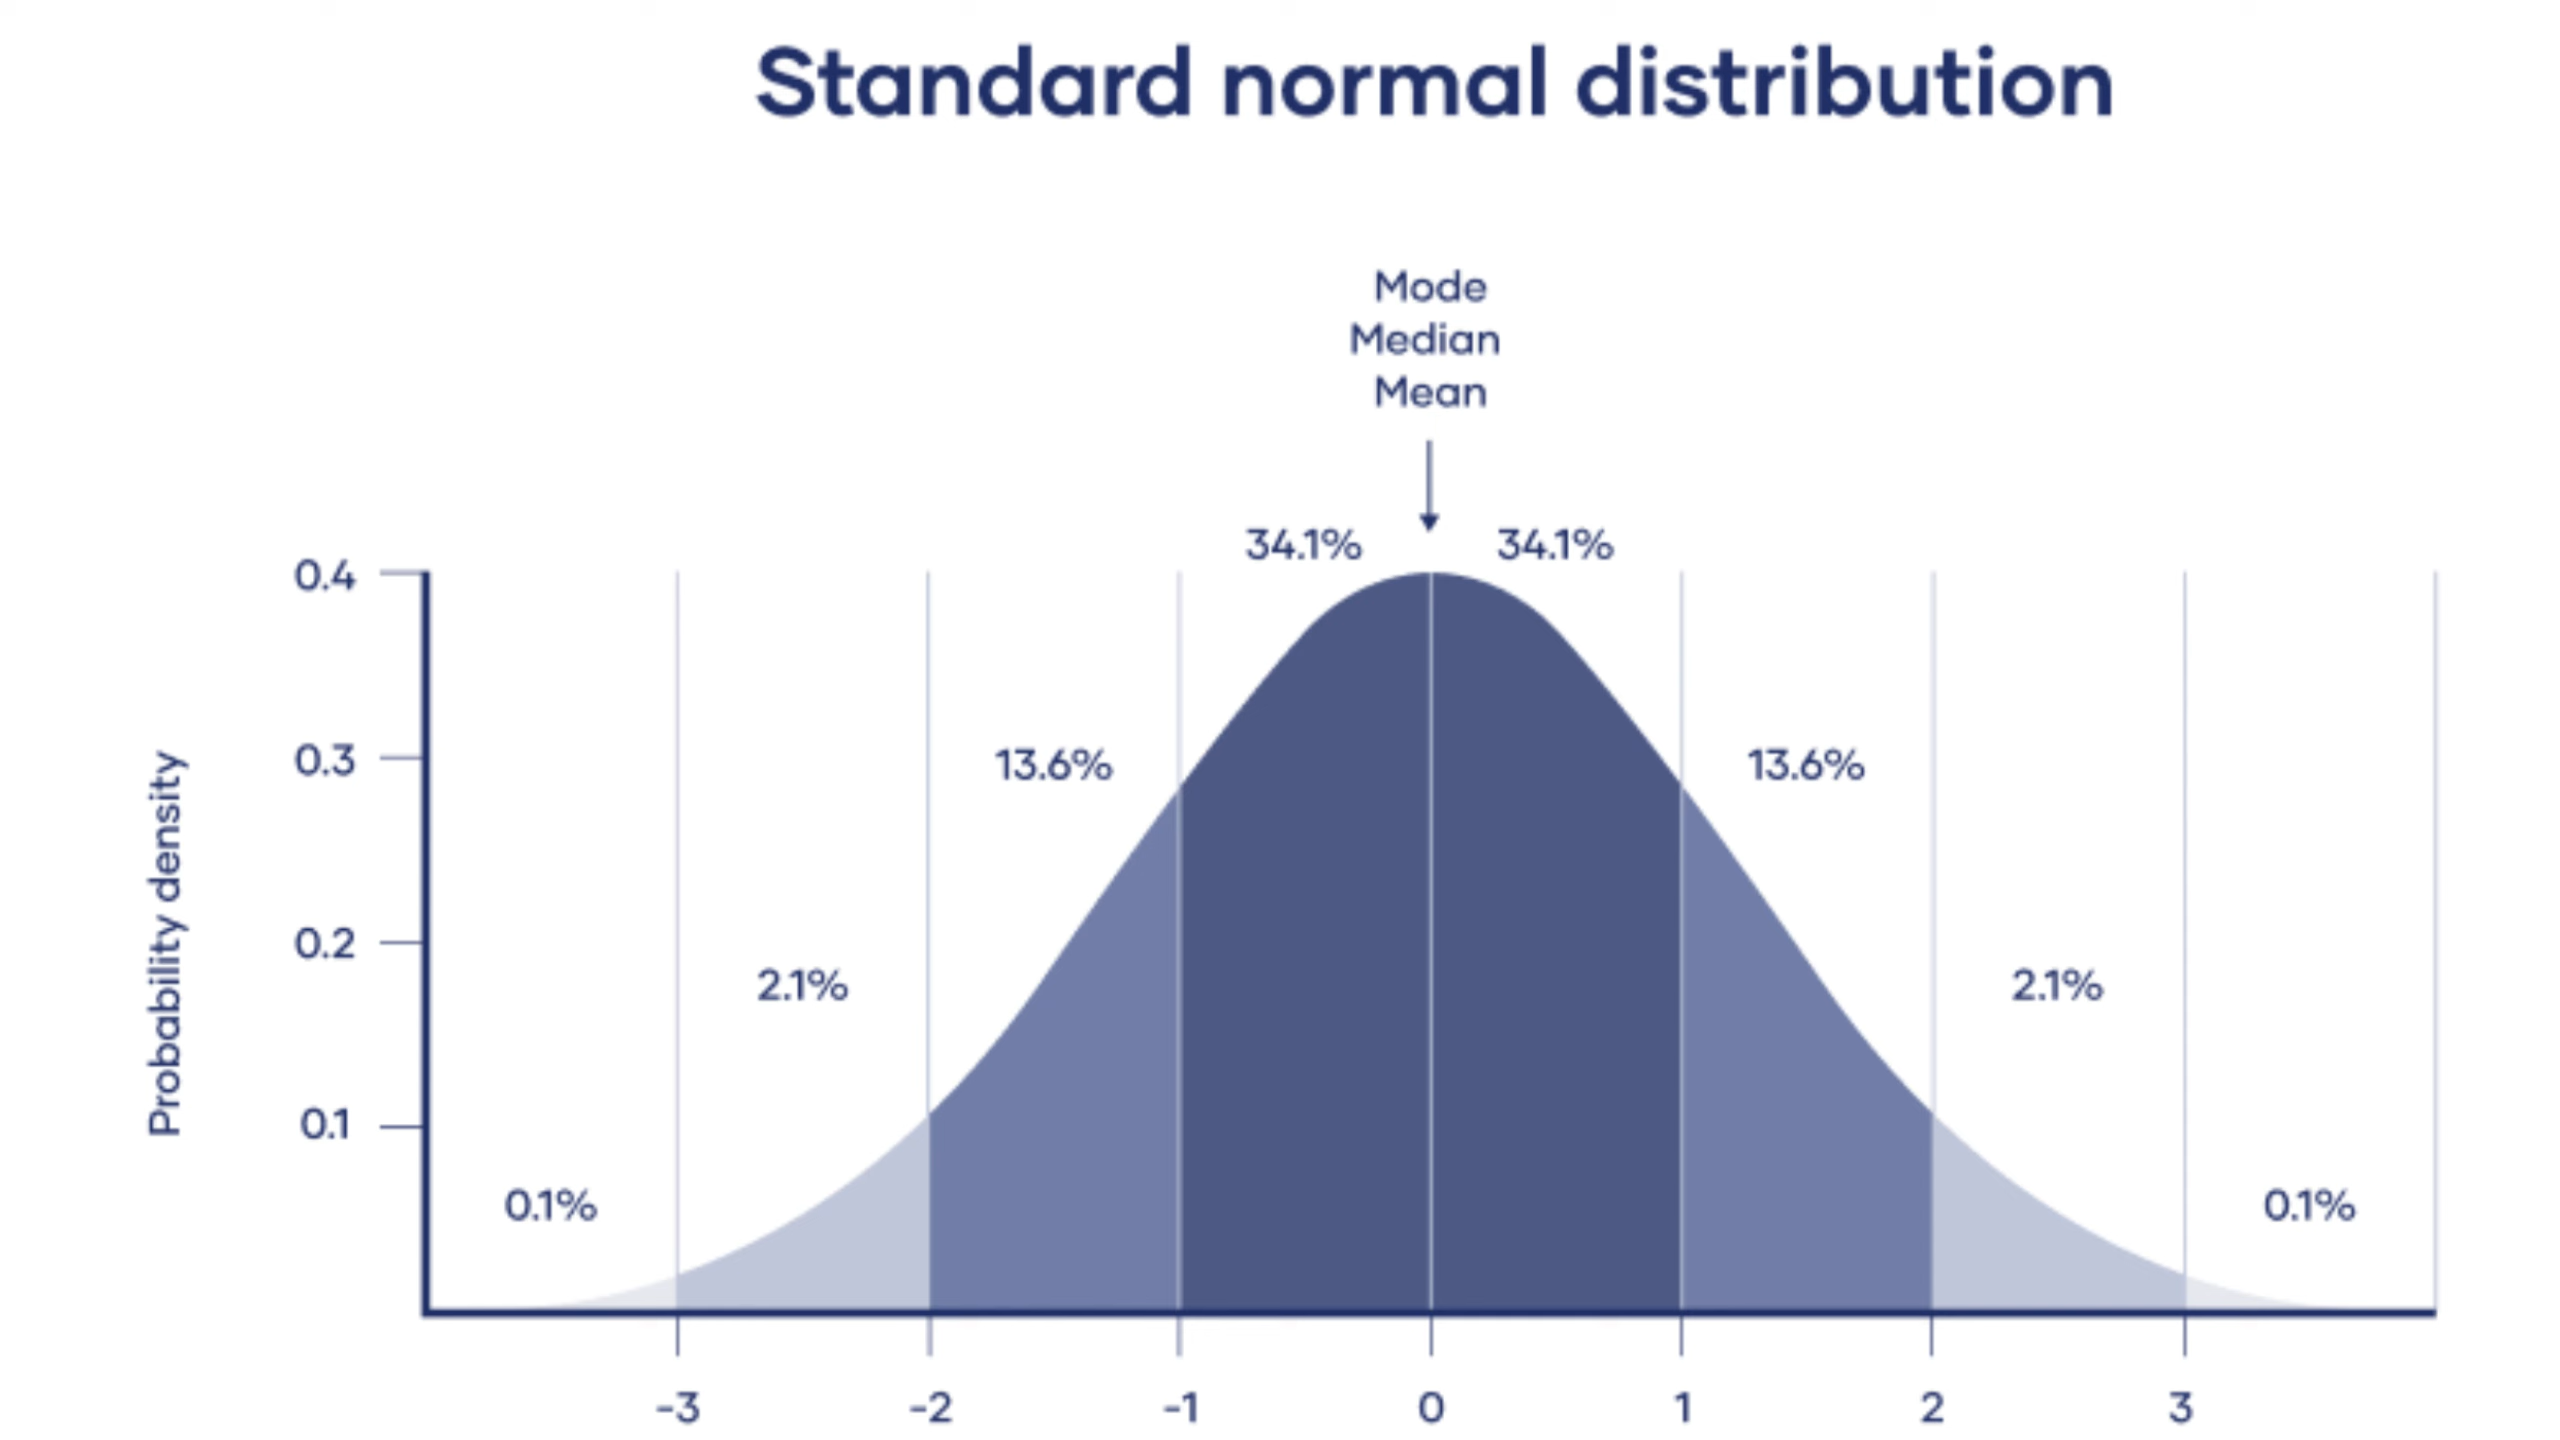 Standard normal distribution
Mode
Median
Mean
34.1% 34.1%
0.4
0.3
13.6% 13.6%
0.2
2.1% 2.1%
0.1
0.1% 0.1%
Probability density
-3 -2 -1 0 1 2 3